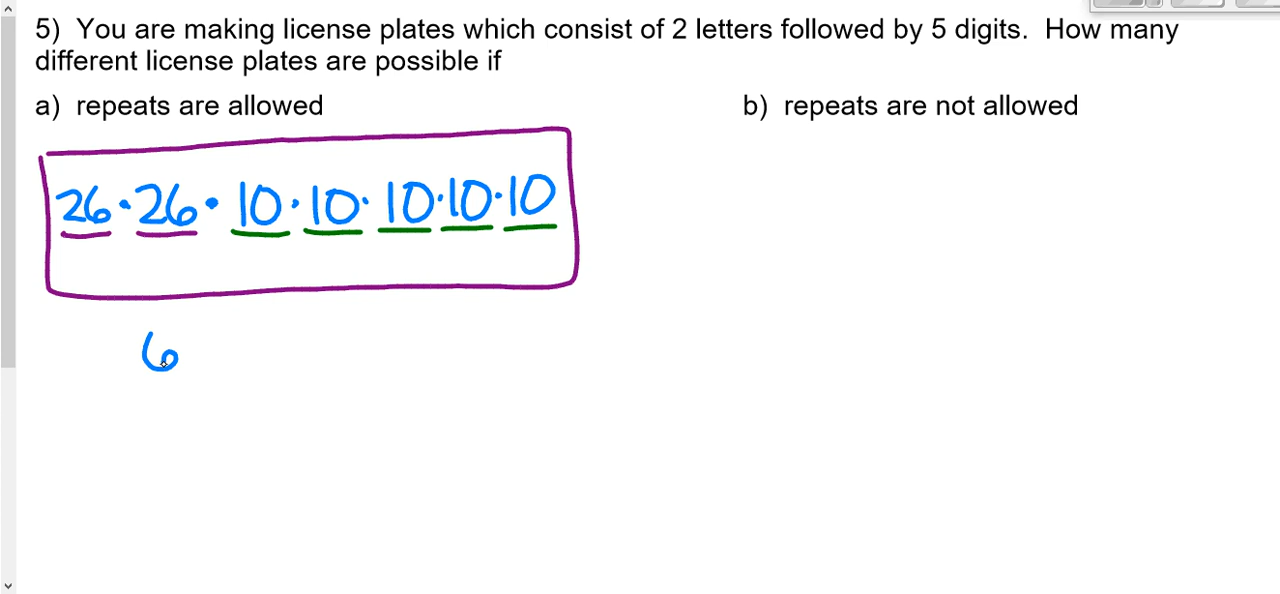 5) You are making license plates which consist of 2 letters followed by 5 digits. How many
different license plates are possible if
a) repeats are allowed
b) repeats are not allowed
26 · 26 · 10 · 10 · 10 · 10 · 10
6